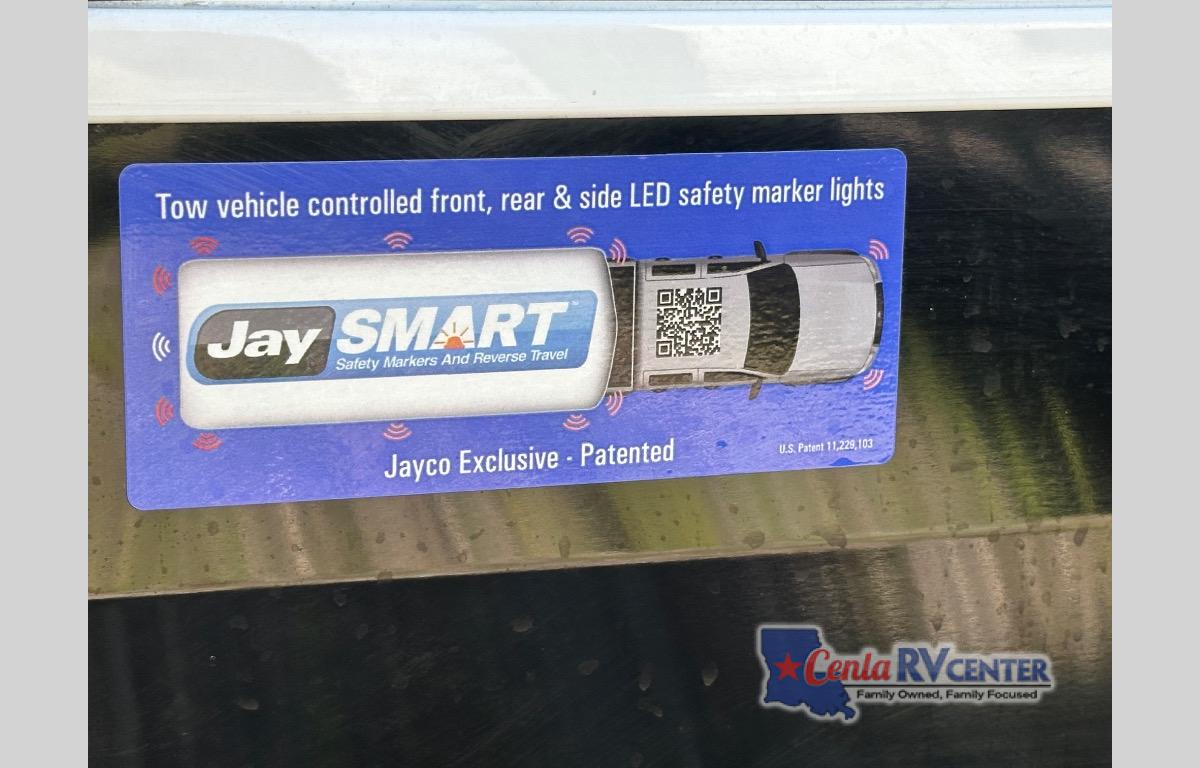 Tow vehicle controlled front, rear & side LED safety marker lights
Jay SMART™
Safety Markers And Reverse Travel
Jayco Exclusive - Patented
U.S. Patent 11,229,103
Cenla RV CENTER
Family Owned, Family Focused